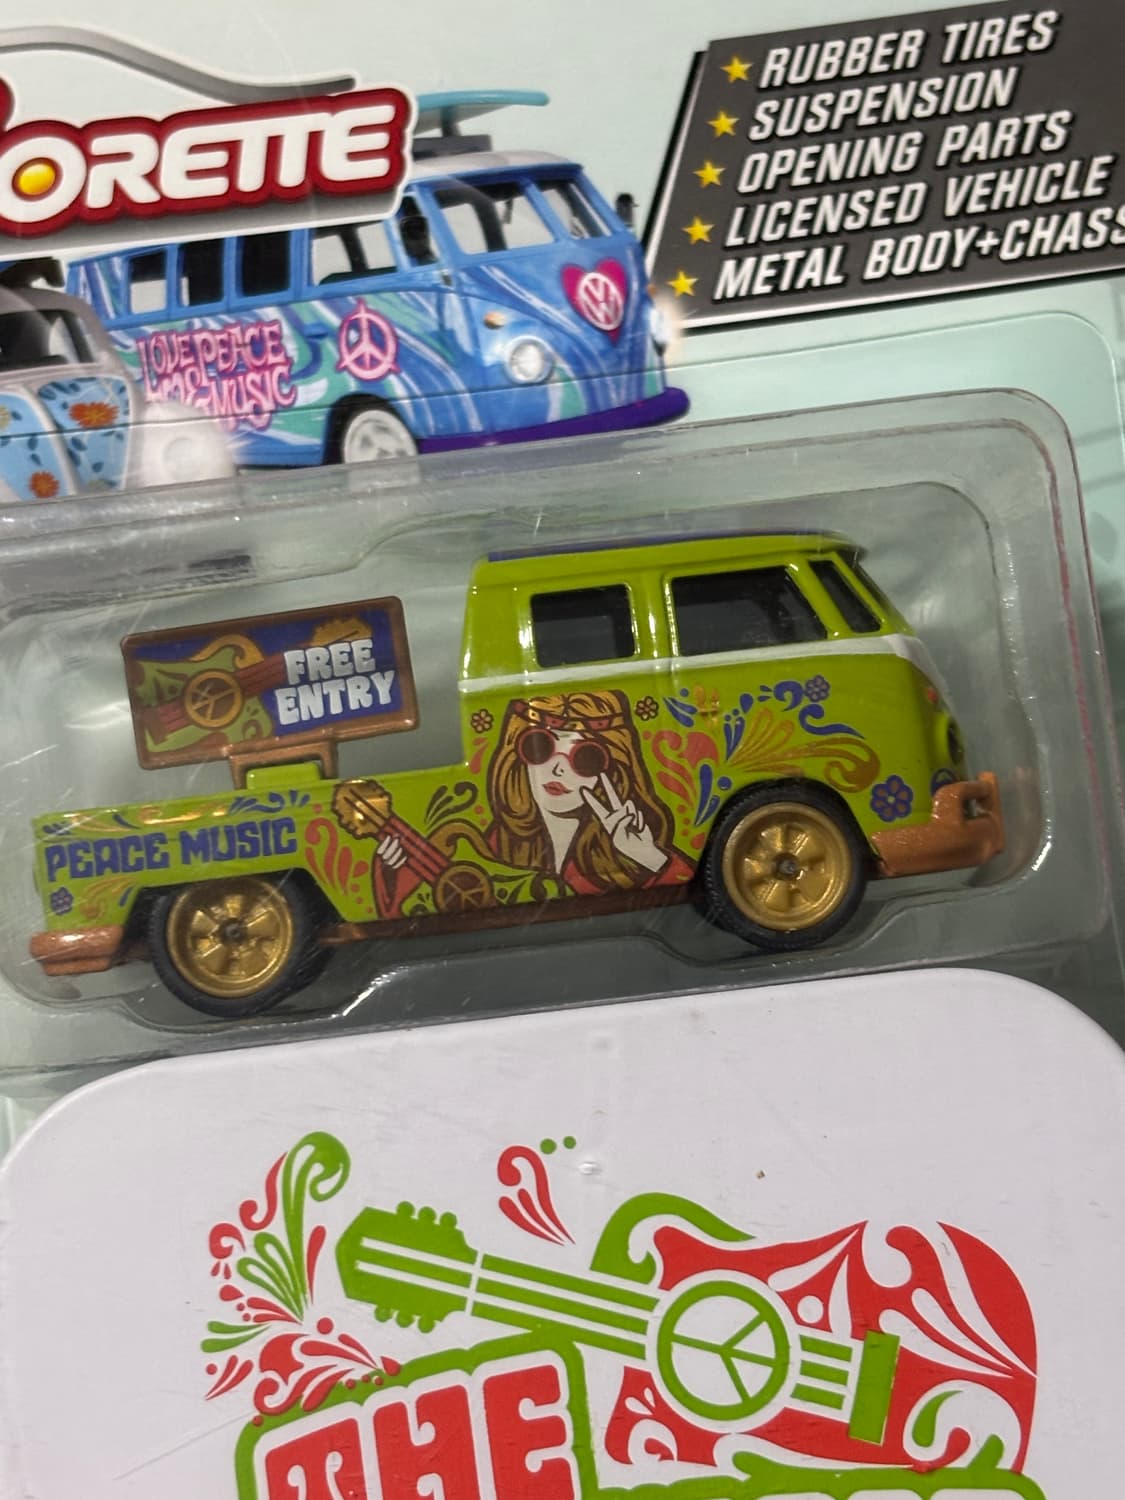 ORETTE
RUBBER TIRES
SUSPENSION
OPENING PARTS
LICENSED VEHICLE
METAL BODY+CHASS
LOVE PEACE
MUSIC
FREE
ENTRY
PEACE MUSIC
THE